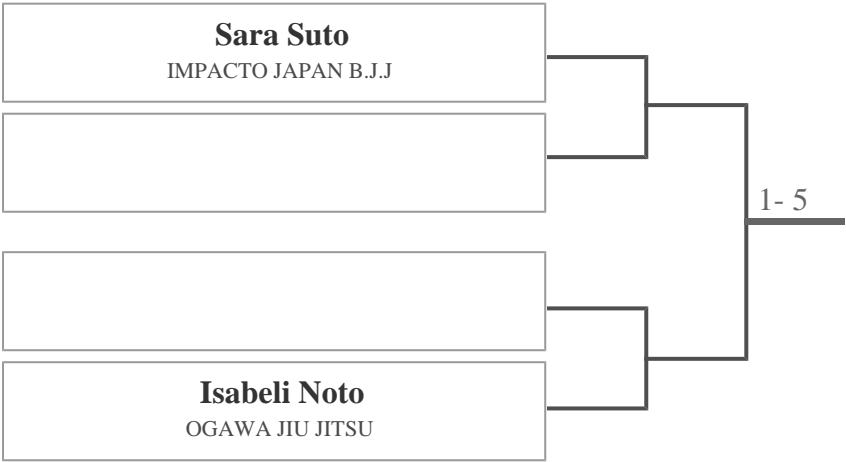 Sara Suto
IMPACTO JAPAN B.J.J
1- 5
Isabeli Noto
OGAWA JIU JITSU